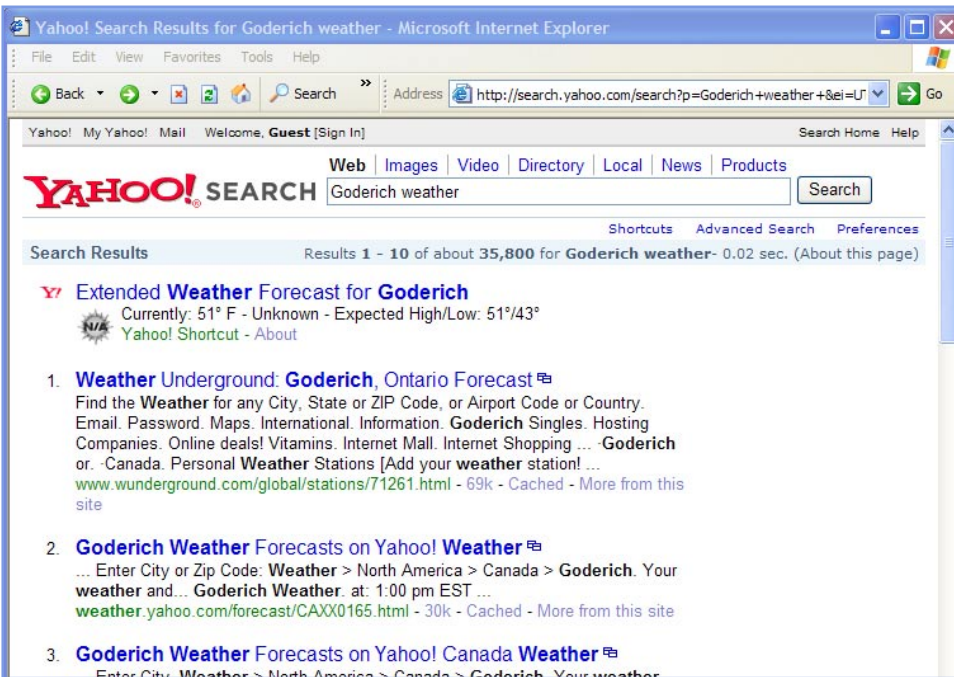 Yahoo! Search Results for Goderich weather - Microsoft Internet Explorer
File Edit View Favorites Tools Help
Back Search » Address http://search.yahoo.com/search?p=Goderich+weather+&ei=UT Go
Yahoo! My Yahoo! Mail Welcome, Guest [Sign In] Search Home Help
Web | Images | Video | Directory | Local | News | Products
YAHOO!® SEARCH Goderich weather Search
Shortcuts Advanced Search Preferences
Search Results Results 1 - 10 of about 35,800 for Goderich weather- 0.02 sec. (About this page)
Y! Extended Weather Forecast for Goderich
N/A Currently: 51° F - Unknown - Expected High/Low: 51°/43°
Yahoo! Shortcut - About
1. Weather Underground: Goderich, Ontario Forecast
Find the Weather for any City, State or ZIP Code, or Airport Code or Country.
Email. Password. Maps. International. Information. Goderich Singles. Hosting
Companies. Online deals! Vitamins. Internet Mall. Internet Shopping ... ·Goderich
or. ·Canada. Personal Weather Stations [Add your weather station! ...
www.wunderground.com/global/stations/71261.html - 69k - Cached - More from this
site
2. Goderich Weather Forecasts on Yahoo! Weather
... Enter City or Zip Code: Weather > North America > Canada > Goderich. Your
weather and... Goderich Weather. at: 1:00 pm EST ...
weather.yahoo.com/forecast/CAXX0165.html - 30k - Cached - More from this site
3. Goderich Weather Forecasts on Yahoo! Canada Weather
... Enter City. Weather > North America > Canada > Goderich. Your weather